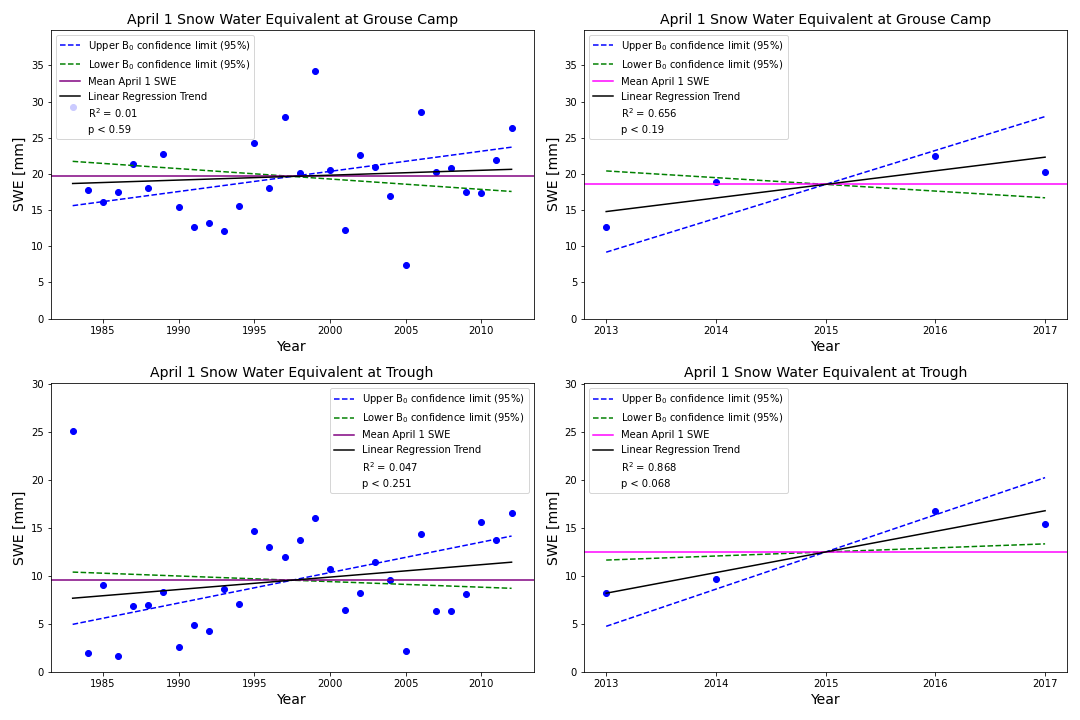 April 1 Snow Water Equivalent at Grouse Camp
SWE [mm]
35
30
25
20
15
10
5
0
Upper B₀ confidence limit (95%)
Lower B₀ confidence limit (95%)
Mean April 1 SWE
Linear Regression Trend
R² = 0.01
p < 0.59
1985 1990 1995 2000 2005 2010
Year
April 1 Snow Water Equivalent at Grouse Camp
SWE [mm]
35
30
25
20
15
10
5
0
Upper B₀ confidence limit (95%)
Lower B₀ confidence limit (95%)
Mean April 1 SWE
Linear Regression Trend
R² = 0.656
p < 0.19
2013 2014 2015 2016 2017
Year
April 1 Snow Water Equivalent at Trough
SWE [mm]
30
25
20
15
10
5
0
Upper B₀ confidence limit (95%)
Lower B₀ confidence limit (95%)
Mean April 1 SWE
Linear Regression Trend
R² = 0.047
p < 0.251
1985 1990 1995 2000 2005 2010
Year
April 1 Snow Water Equivalent at Trough
SWE [mm]
30
25
20
15
10
5
0
Upper B₀ confidence limit (95%)
Lower B₀ confidence limit (95%)
Mean April 1 SWE
Linear Regression Trend
R² = 0.868
p < 0.068
2013 2014 2015 2016 2017
Year